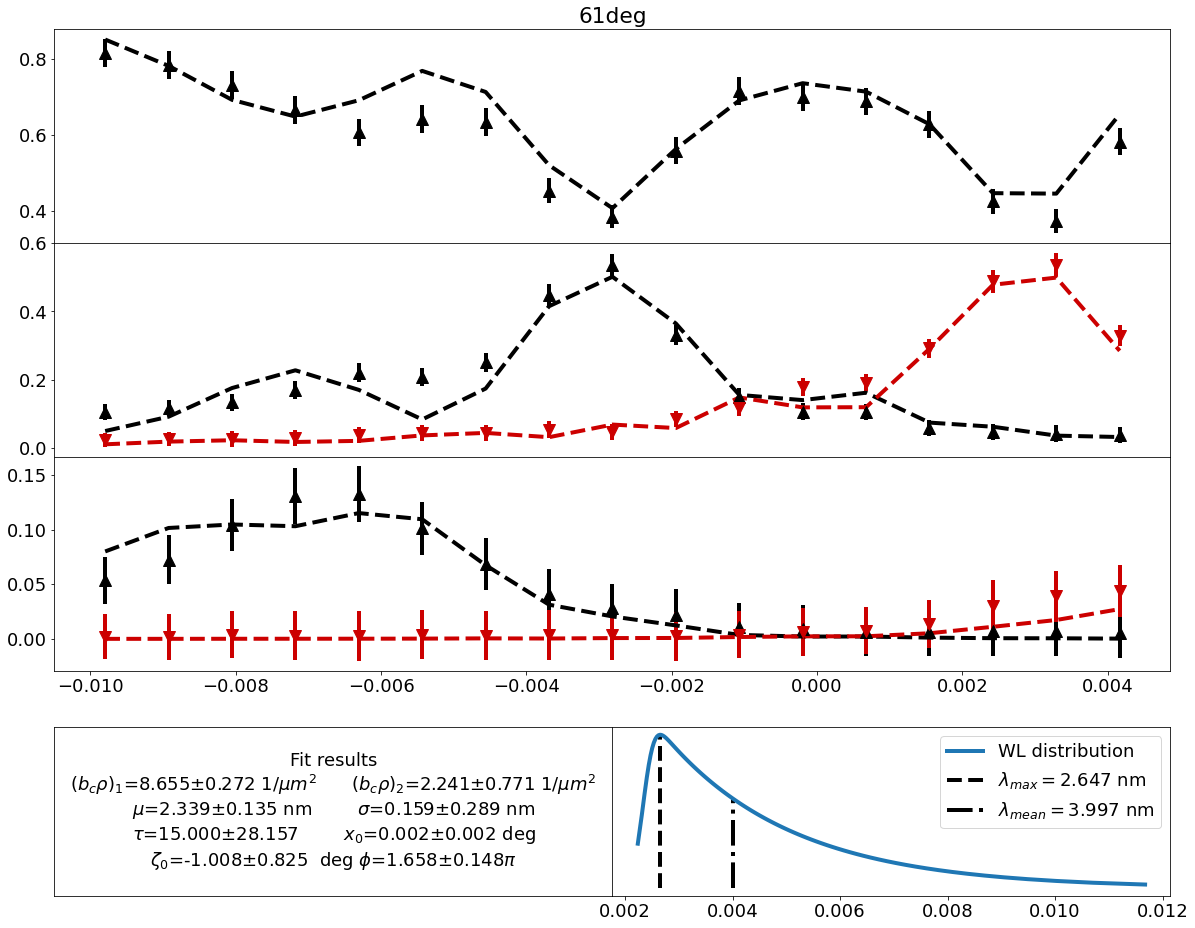 61deg
0.8
0.6
0.4
0.6
0.4
0.2
0.0
0.15
0.10
0.05
0.00
−0.010 −0.008 −0.006 −0.004 −0.002 0.000 0.002 0.004
Fit results
(b_cρ)_1=8.655±0.272 1/μm² (b_cρ)_2=2.241±0.771 1/μm²
μ=2.339±0.135 nm σ=0.159±0.289 nm
τ=15.000±28.157 x_0=0.002±0.002 deg
ζ_0=-1.008±0.825 deg ϕ=1.658±0.148π
WL distribution
λ_max = 2.647 nm
λ_mean = 3.997 nm
0.002 0.004 0.006 0.008 0.010 0.012